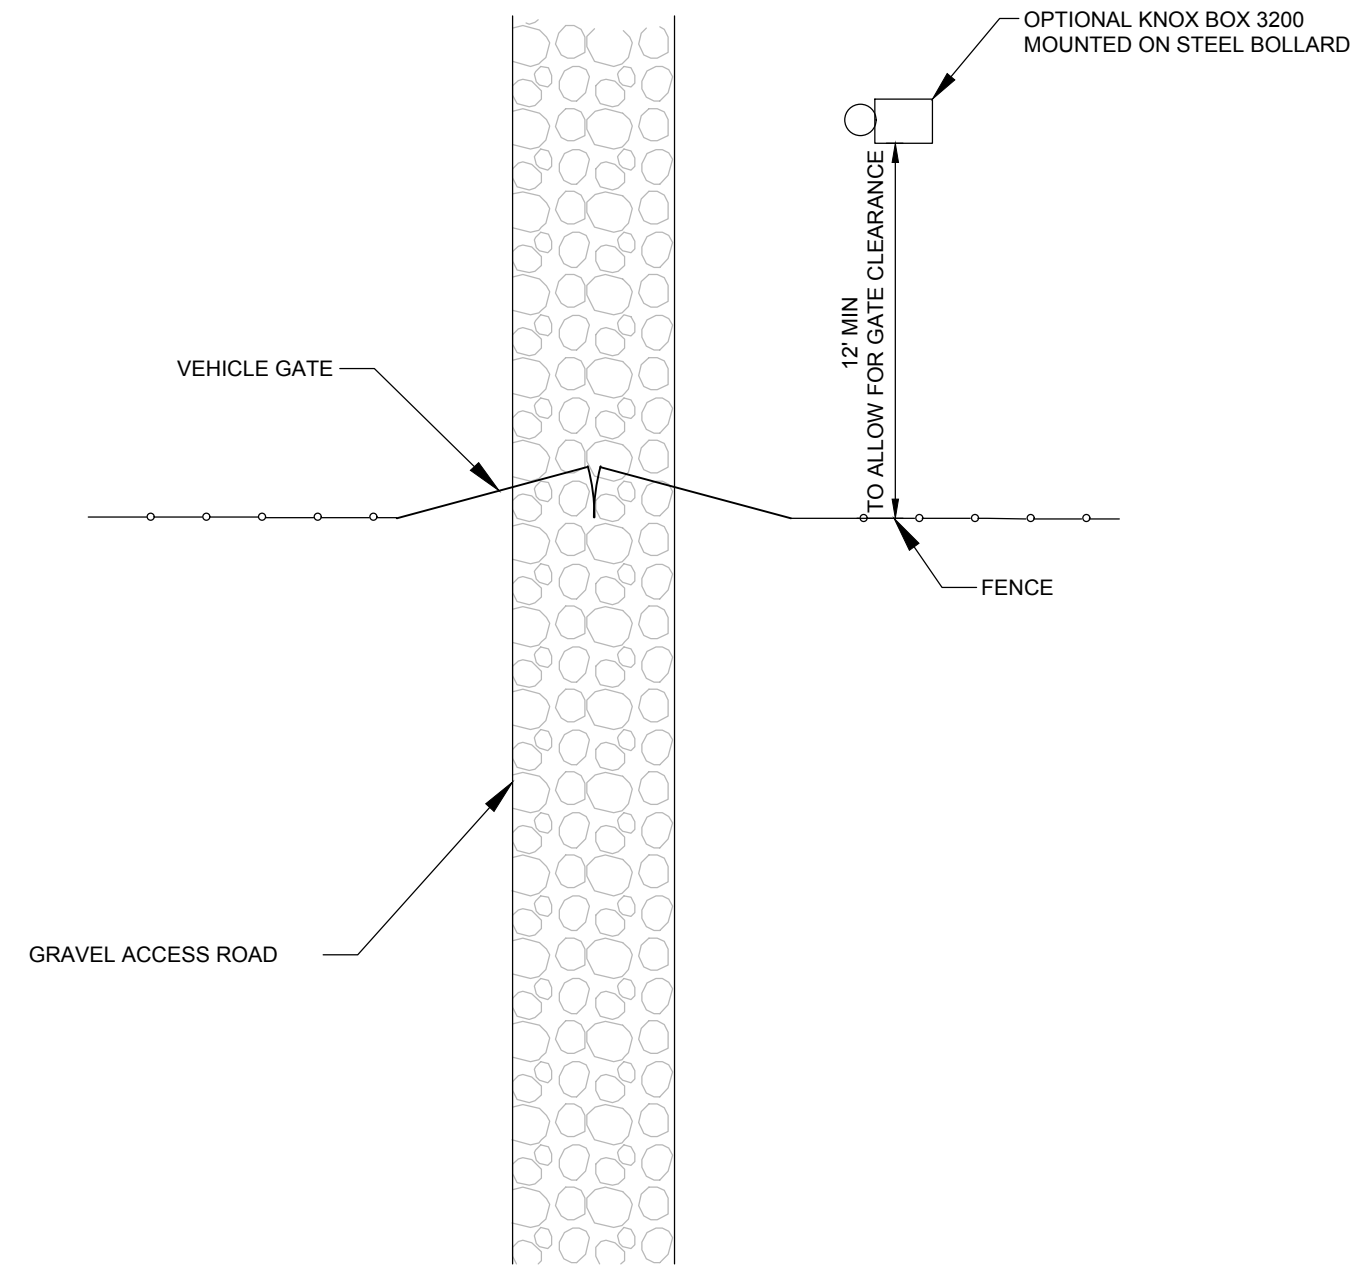 OPTIONAL KNOX BOX 3200
MOUNTED ON STEEL BOLLARD
12' MIN
TO ALLOW FOR GATE CLEARANCE
VEHICLE GATE
FENCE
GRAVEL ACCESS ROAD